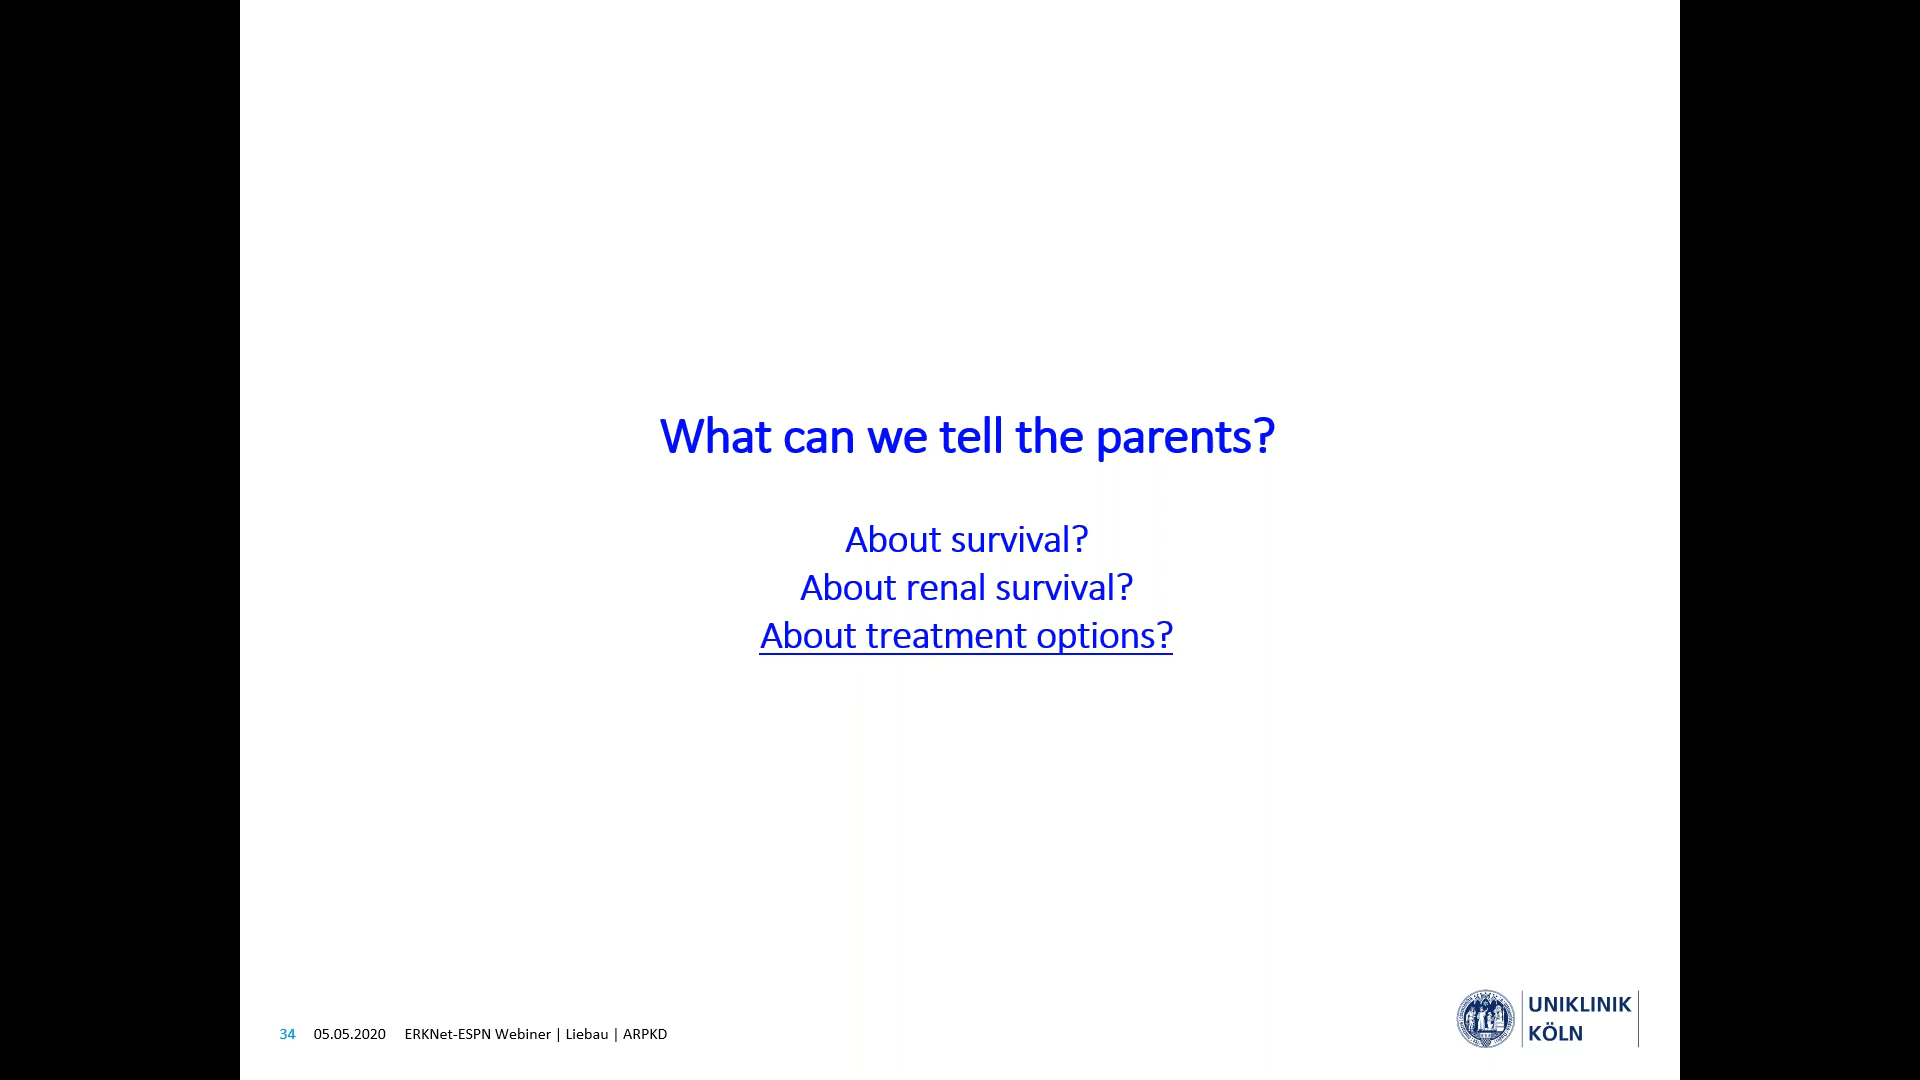 What can we tell the parents?
About survival?
About renal survival?
About treatment options?
34 05.05.2020 ERKNet-ESPN Webiner | Liebau | ARPKD
UNIKLINIK
KÖLN